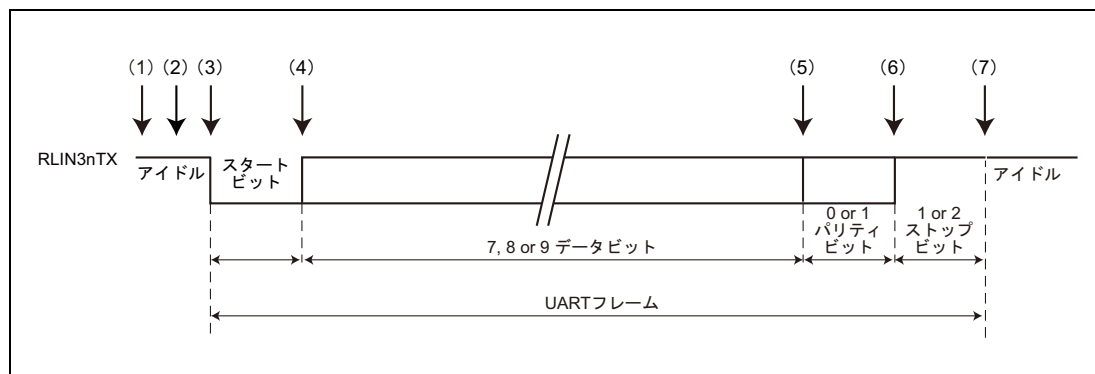 (1) (2) (3) (4) (5) (6) (7)
RLIN3nTX
アイドル
スタート
ビット
アイドル
0 or 1
パリティ
ビット
1 or 2
ストップ
ビット
7, 8 or 9 データビット
UARTフレーム